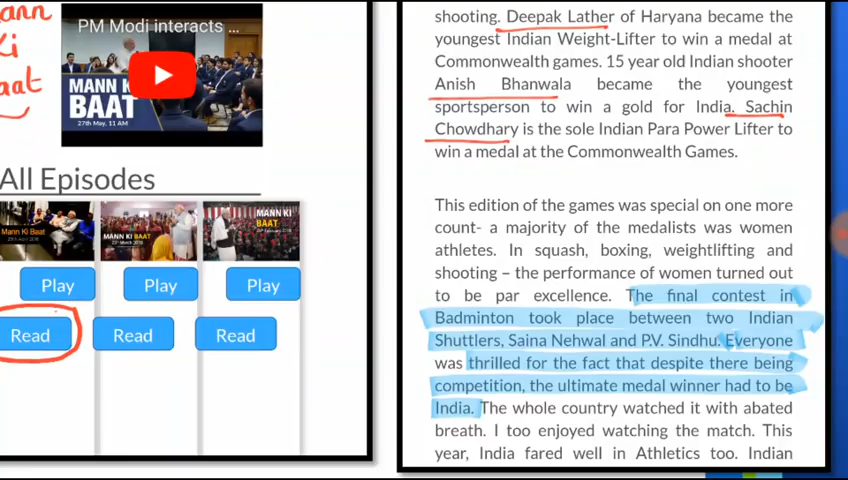 Mann
Ki
Baat
PM Modi interacts ...
MANN KI
BAAT
27th May, 11 AM
All Episodes
Mann Ki Baat
MANN KI BAAT
MANN KI
BAAT
Play
Play
Play
Read
Read
Read
shooting. Deepak Lather of Haryana became the
youngest Indian Weight-Lifter to win a medal at
Commonwealth games. 15 year old Indian shooter
Anish Bhanwala became the youngest
sportsperson to win a gold for India. Sachin
Chowdhary is the sole Indian Para Power Lifter to
win a medal at the Commonwealth Games.
This edition of the games was special on one more
count- a majority of the medalists was women
athletes. In squash, boxing, weightlifting and
shooting – the performance of women turned out
to be par excellence. The final contest in
Badminton took place between two Indian
Shuttlers, Saina Nehwal and P.V. Sindhu. Everyone
was thrilled for the fact that despite there being
competition, the ultimate medal winner had to be
India. The whole country watched it with abated
breath. I too enjoyed watching the match. This
year, India fared well in Athletics too. Indian